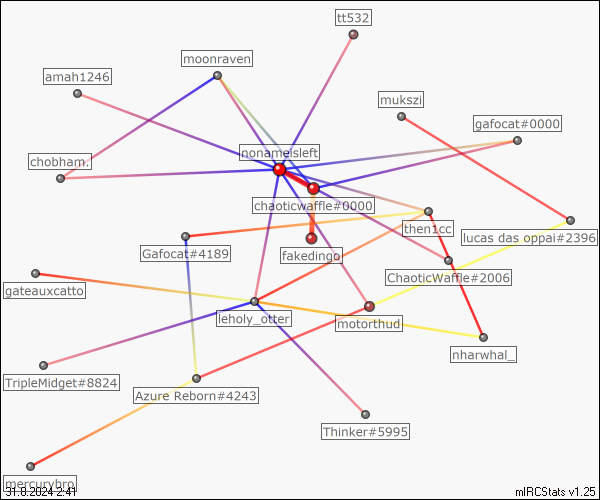 tt532
moonraven
amah1246
mukszi
gafocat#0000
nonameisleft
chobham.
chaoticwaffle#0000
then1cc
lucas das oppai#2396
Gafocat#4189
fakedingo
ChaoticWaffle#2006
gateauxcatto
leholy_otter
motorthud
nharwhal_
TripleMidget#8824
Azure Reborn#4243
Thinker#5995
mercurybro
31.8.2024 2:41
mIRCStats v1.25